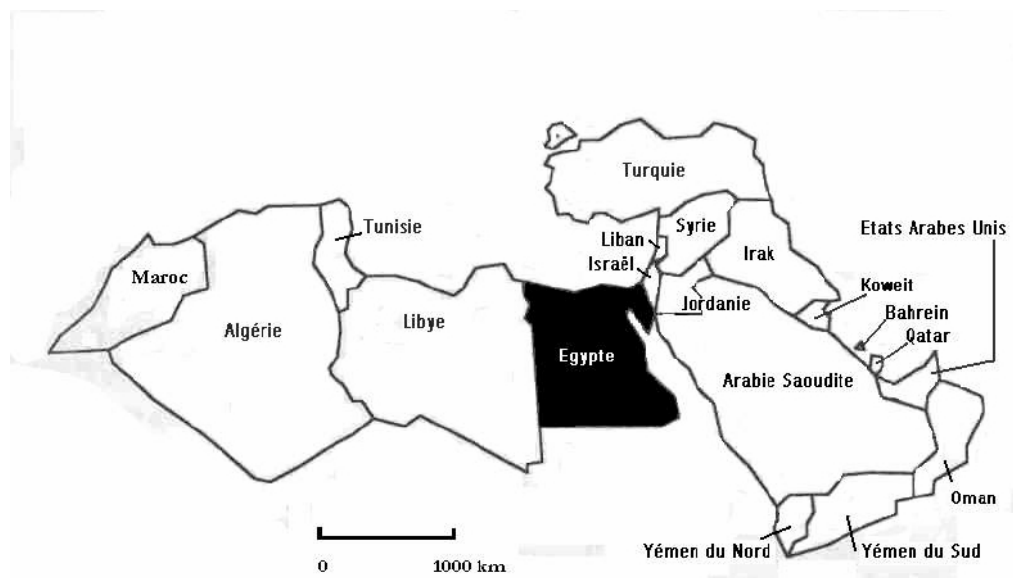 Turquie
Tunisie
Syrie
Etats Arabes Unis
Liban
Irak
Israël
Maroc
Koweit
Jordanie
Bahrein
Libye
Algérie
Qatar
Egypte
Arabie Saoudite
Oman
Yémen du Nord
Yémen du Sud
0
1000 km